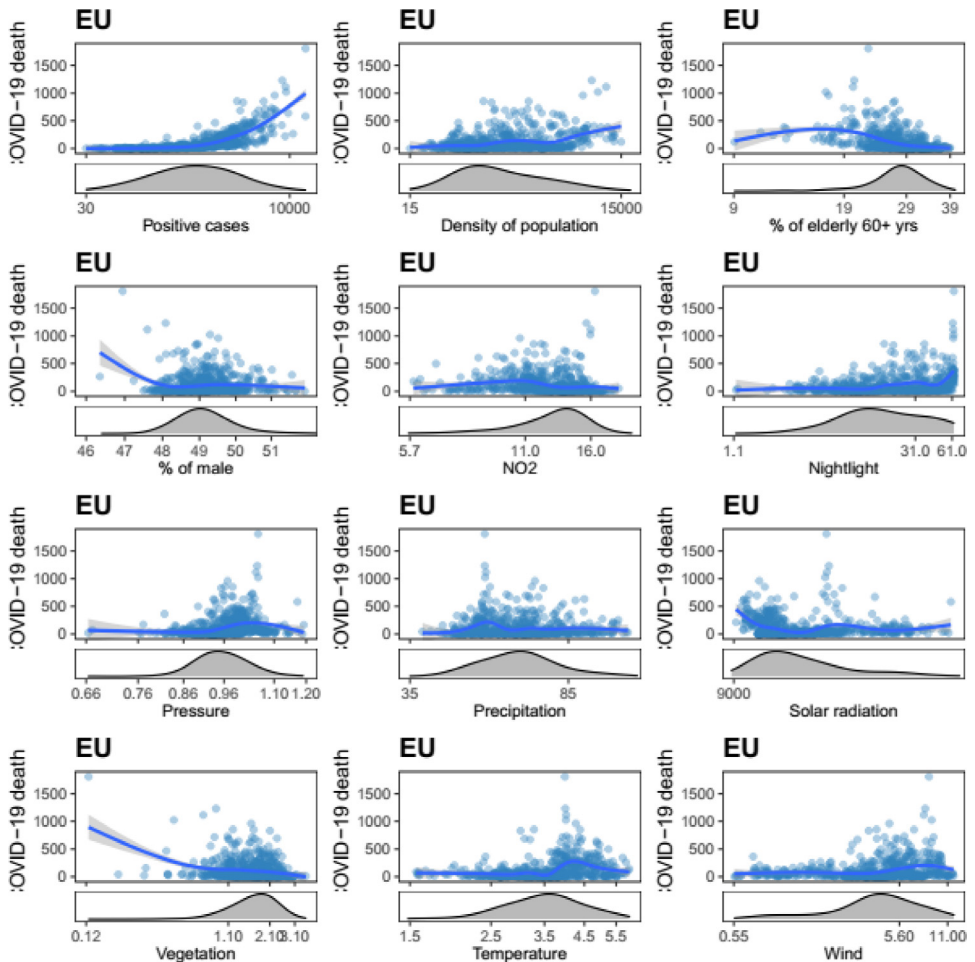 EU
:OVID−19 death
1500
1000
500
0
30 10000
Positive cases
EU
:OVID−19 death
1500
1000
500
0
15 15000
Density of population
EU
:OVID−19 death
1500
1000
500
0
9 19 29 39
% of elderly 60+ yrs
EU
:OVID−19 death
1500
1000
500
0
46 47 48 49 50 51
% of male
EU
:OVID−19 death
1500
1000
500
0
5.7 11.0 16.0
NO2
EU
:OVID−19 death
1500
1000
500
0
1.1 31.0 61.0
Nightlight
EU
:OVID−19 death
1500
1000
500
0
0.66 0.76 0.86 0.96 1.10 1.20
Pressure
EU
:OVID−19 death
1500
1000
500
0
35 85
Precipitation
EU
:OVID−19 death
1500
1000
500
0
9000
Solar radiation
EU
:OVID−19 death
1500
1000
500
0
0.12 1.10 2.10 3.10
Vegetation
EU
:OVID−19 death
1500
1000
500
0
1.5 2.5 3.5 4.5 5.5
Temperature
EU
:OVID−19 death
1500
1000
500
0
0.55 5.60 11.00
Wind